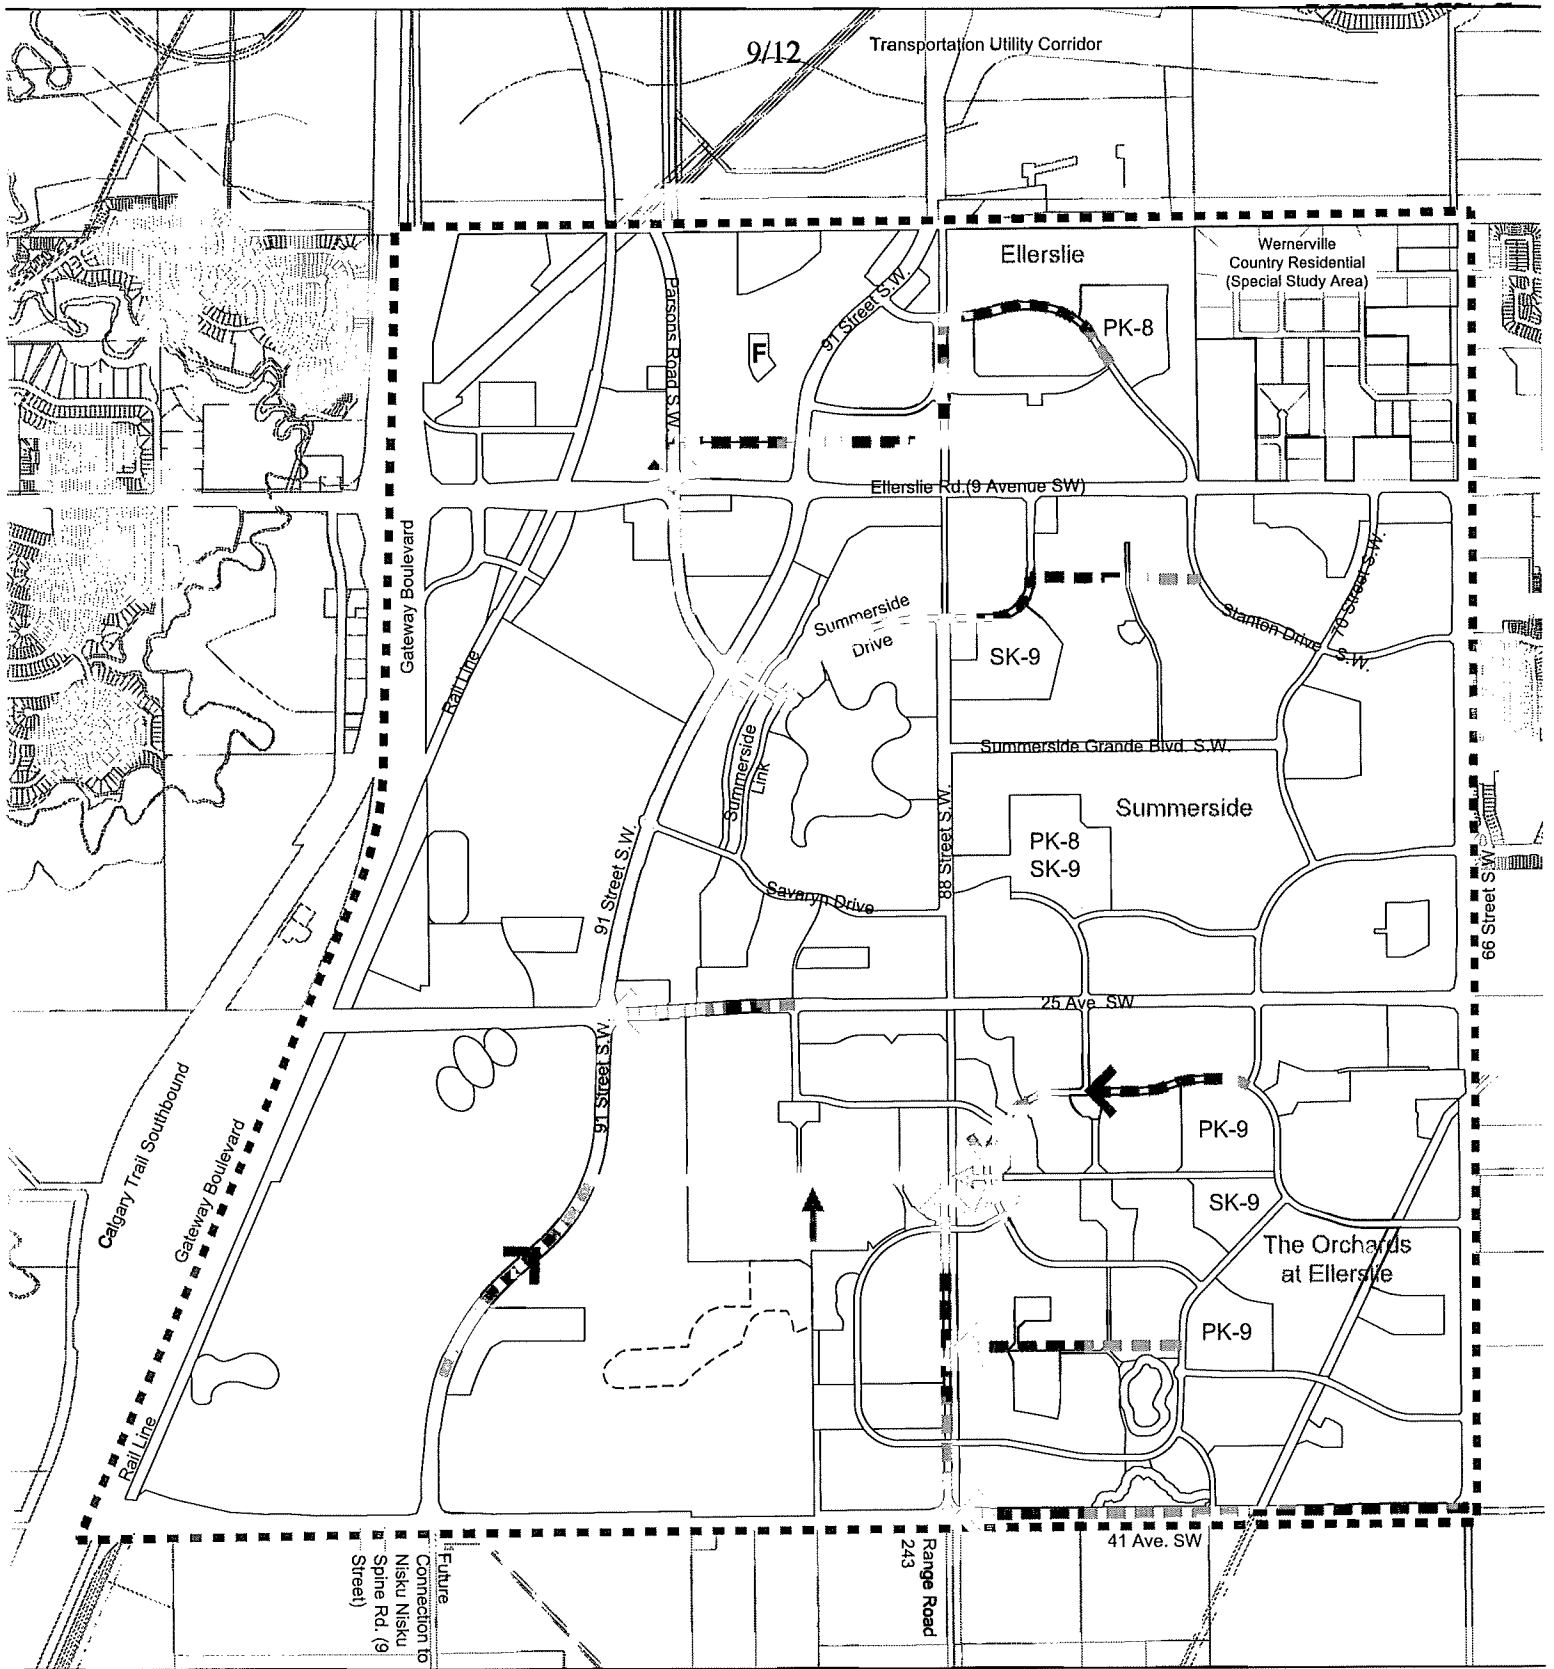 9/12
Transportation Utility Corridor
Ellerslie
Wernerville
Country Residential
(Special Study Area)
PK-8
91 Street S.W.
Parsons Road S.W.
F
Ellerslie Rd.(9 Avenue SW)
Gateway Boulevard
Rail Line
Summerside
Drive
SK-9
Stanton Drive S.W.
70 Street S.W.
Summerside Grande Blvd. S.W.
Summerside
Link
Summerside
PK-8
SK-9
88 Street S.W.
91 Street S.W.
Savaryn Drive
66 Street S.W.
25 Ave. SW
91 Street S.W.
Calgary Trail Southbound
Gateway Boulevard
PK-9
SK-9
The Orchards
at Ellerslie
PK-9
Rail Line
41 Ave. SW
Future
Connection to
Nisku Nisku
Spine Rd. (9
Street)
Range Road
243